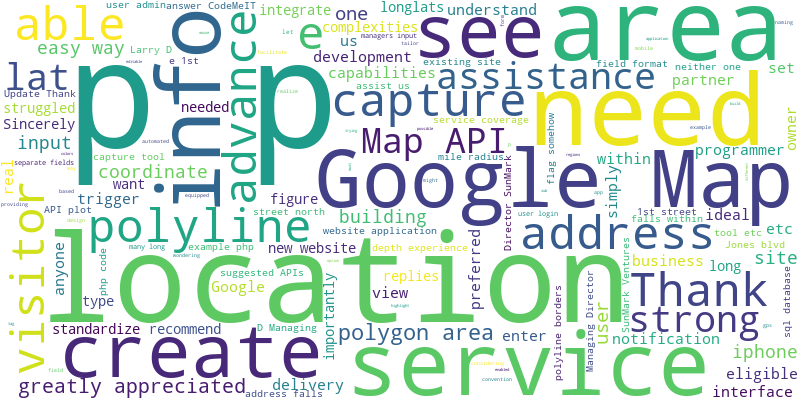 user admin
answer CodeMeIT
able
info
advance
integrate
one
longlats
understand
see
area
e
complexities
let
us
managers input
tailor
easy way
Larry D
e 1st
development
existing site
field format
neither one
set
lat
capabilities
assist us
assistance
partner
Update Thank
struggled
needed
capture
service coverage
flag somehow
need
owner
Sincerely
app
input
capture tool
Map API
mile radius
within
programmer
separate fields
coordinate
want
trigger
figure
Google Map
simply
real
API plot
street north
Director SunMark
1st street
ideal
polyline
building
address
falls within
tool etc
etc
visitor
anyone
php code
example php
new website
website application
user login
Jones blvd
site
location
depth experience
preferred
suggested APIs
business
long
sql database
Google
replies
Thank
type
view
importantly
SunMark Ventures
standardize
recommend
create
D Managing
polygon area
enter
polyline borders
Managing Director
user
strong
notification
iphone
service
eligible
greatly appreciated
delivery
address falls
interface